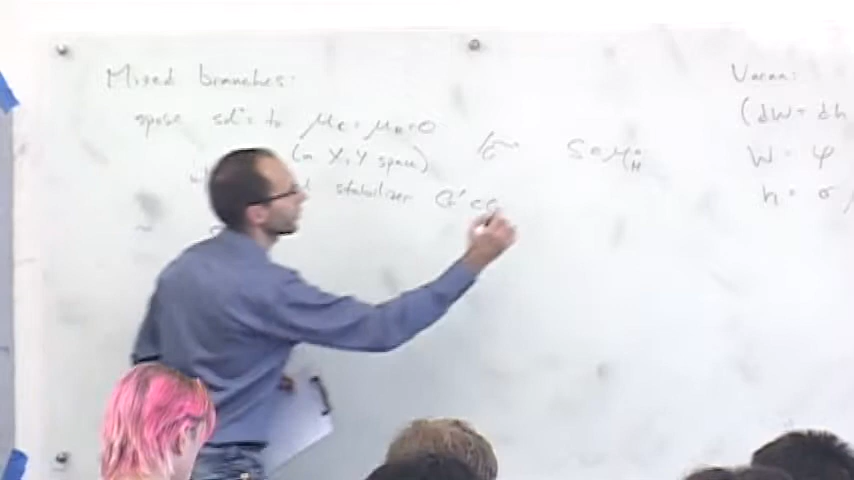 Mixed branches:
spose sol'n to μ_C = μ_R = 0
(in X, Y space)
stabilizer G' ⊂ G
S ∈ M_H
Vacua:
(dW = dh
W = φ
h = σ